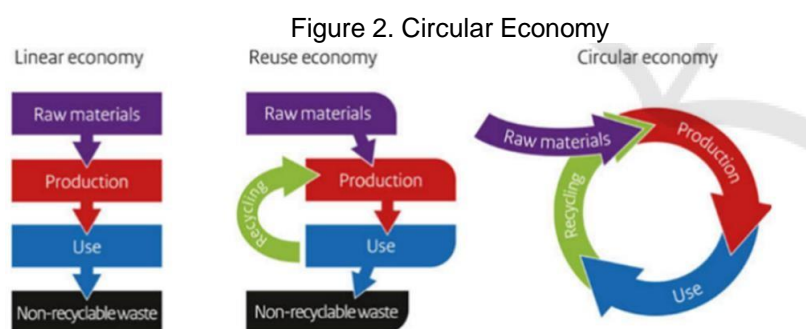 Figure 2. Circular Economy
Linear economy
Raw materials
Production
Use
Non-recyclable waste
Reuse economy
Raw materials
Production
Recycling
Use
Non-recyclable waste
Circular economy
Raw materials
Production
Use
Recycling